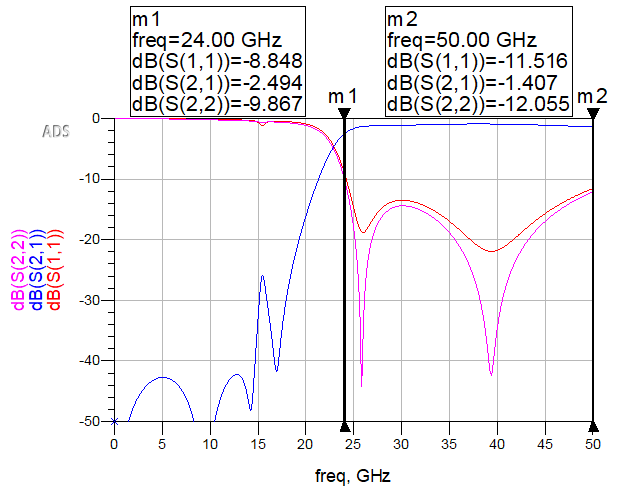 m1
freq=24.00 GHz
dB(S(1,1))=-8.848
dB(S(2,1))=-2.494
dB(S(2,2))=-9.867
m2
freq=50.00 GHz
dB(S(1,1))=-11.516
dB(S(2,1))=-1.407
dB(S(2,2))=-12.055
m1
m2
ADS
0
-10
-20
-30
-40
-50
dB(S(2,2))
dB(S(2,1))
dB(S(1,1))
0 5 10 15 20 25 30 35 40 45 50
freq, GHz